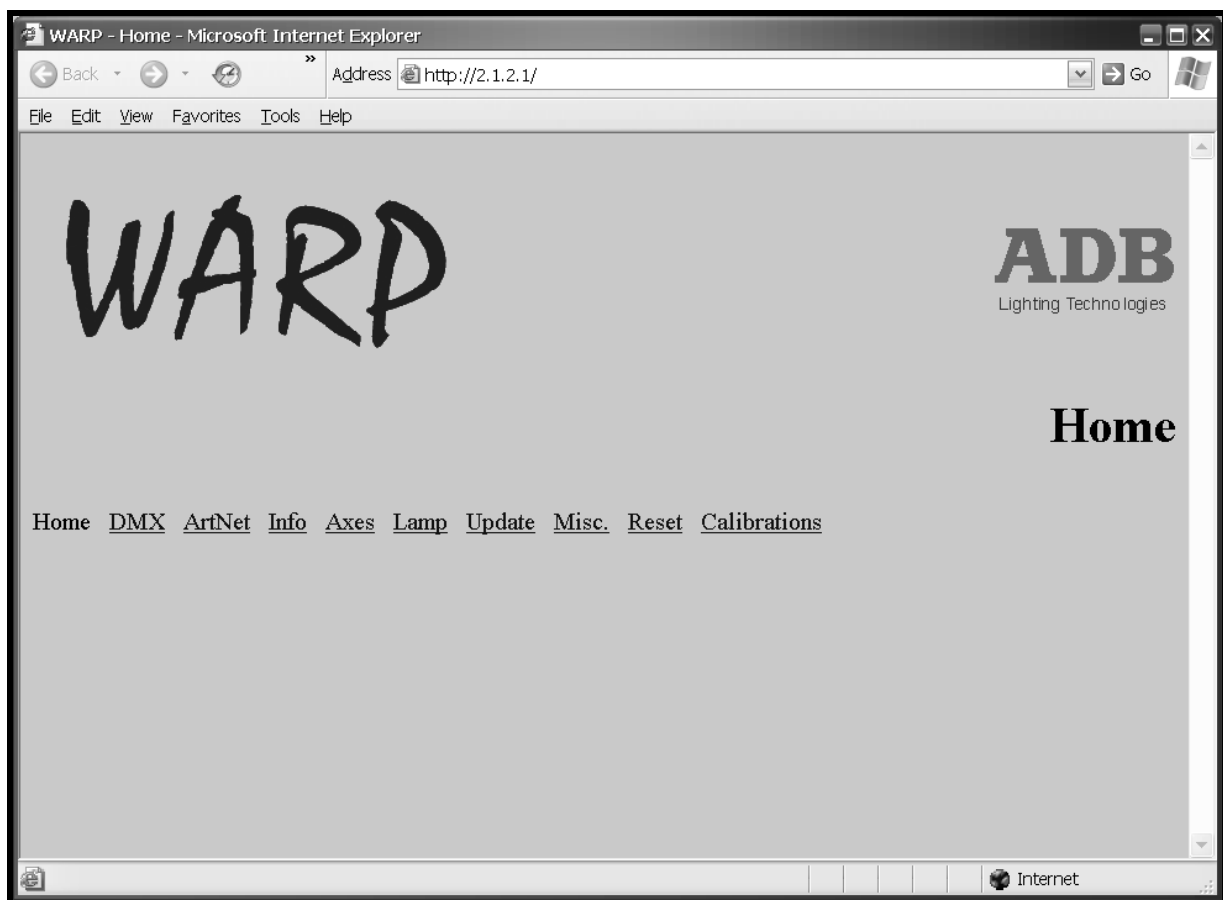 WARP - Home - Microsoft Internet Explorer
Back » Address http://2.1.2.1/ Go
File Edit View Favorites Tools Help
WARP
ADB
Lighting Technologies
Home
Home DMX ArtNet Info Axes Lamp Update Misc. Reset Calibrations
Internet